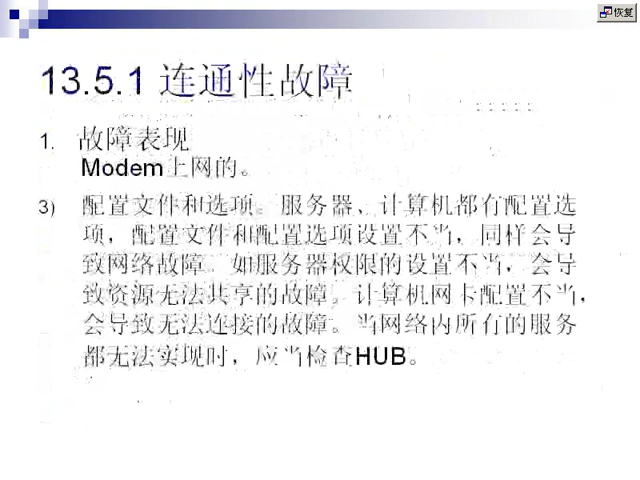 恢复
13.5.1 连通性故障
1. 故障表现
Modem上网的。
3) 配置文件和选项。服务器、计算机都有配置选
项，配置文件和配置选项设置不当，同样会导
致网络故障。如服务器权限的设置不当，会导
致资源无法共享的故障。计算机网卡配置不当，
会导致无法连接的故障。当网络内所有的服务
都无法实现时，应当检查HUB。